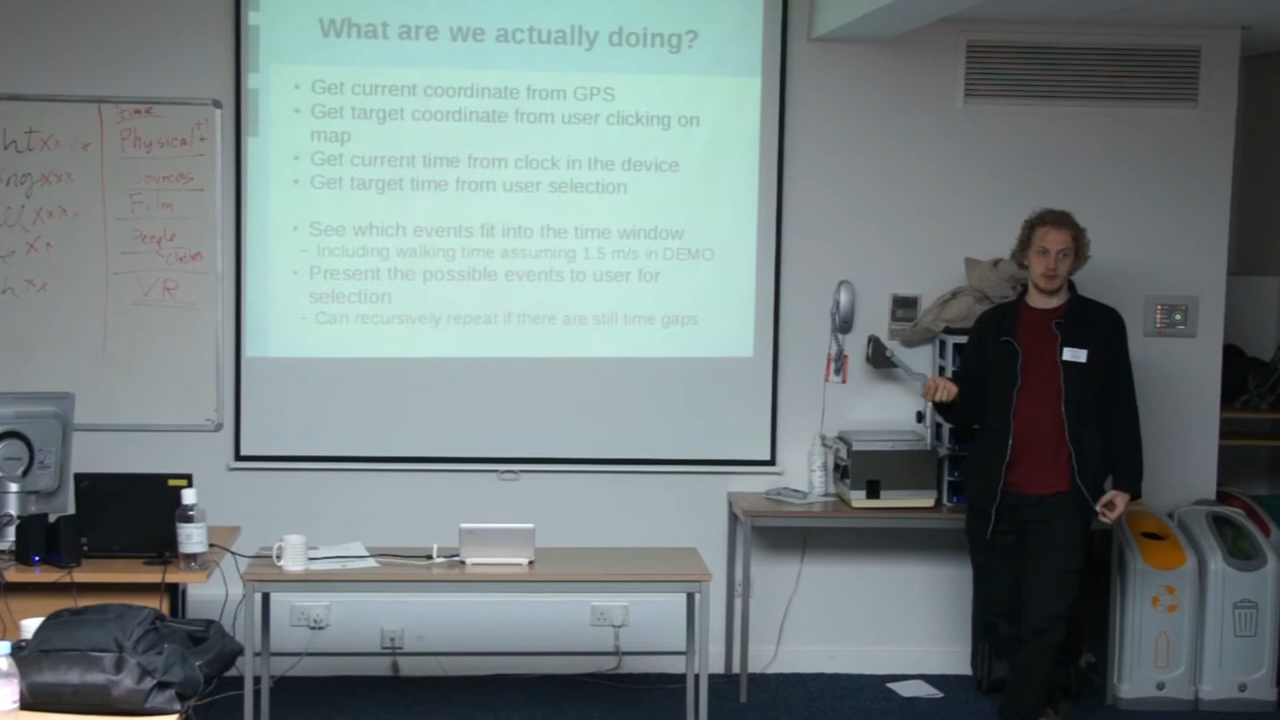 What are we actually doing?
• Get current coordinate from GPS
• Get target coordinate from user clicking on
map
• Get current time from clock in the device
• Get target time from user selection
• See which events fit into the time window
– Including walking time assuming 1.5 m/s in DEMO
• Present the possible events to user for
selection
– Can recursively repeat if there are still time gaps
Time
Physical
Sources
Film
People
Clothes
VR